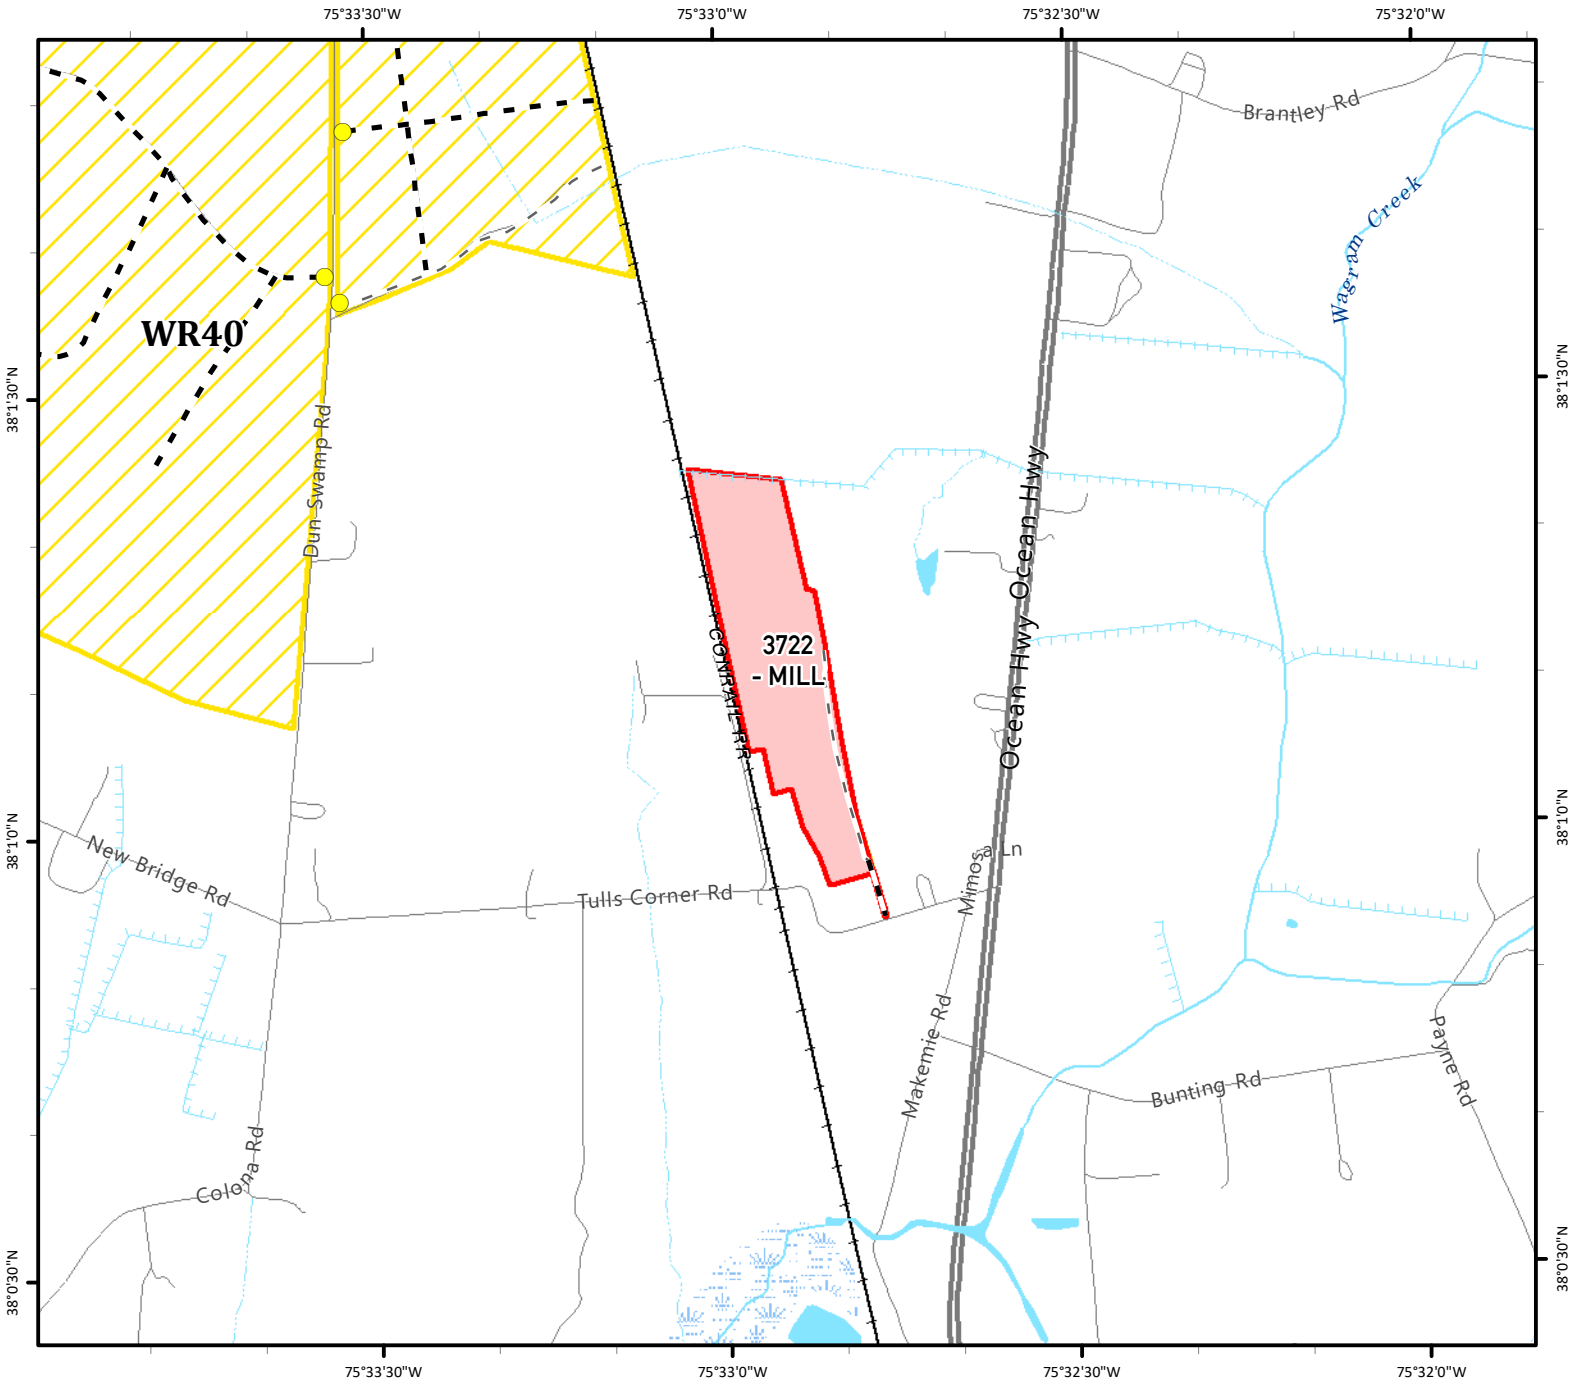 75°33'30"W
75°33'0"W
75°32'30"W
75°32'0"W
Brantley Rd
Wagram Creek
WR40
38°1'30"N
38°1'30"N
Dun Swamp Rd
Ocean Hwy
Ocean Hwy
3722
- MILL
CONRAIL RR
38°1'0"N
38°1'0"N
New Bridge Rd
Tulls Corner Rd
Mimosa Ln
Makemie Rd
Payne Rd
Bunting Rd
Colona Rd
38°0'30"N
38°0'30"N
75°33'30"W
75°33'0"W
75°32'30"W
75°32'0"W